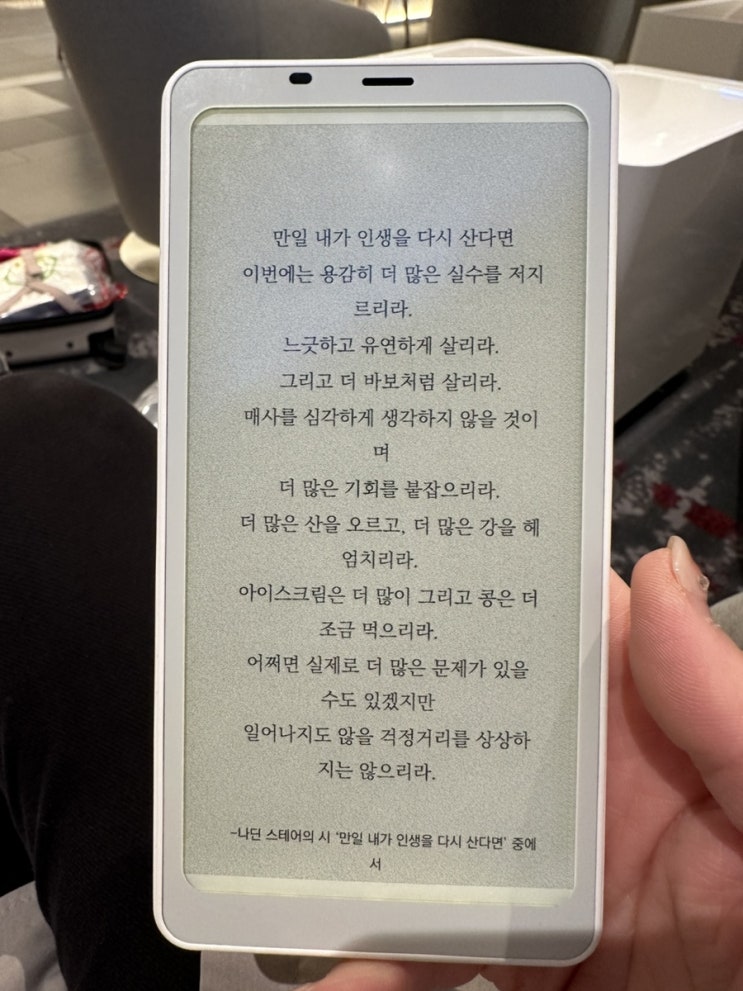 만일 내가 인생을 다시 산다면
이번에는 용감히 더 많은 실수를 저지
르리라.
느긋하고 유연하게 살리라.
그리고 더 바보처럼 살리라.
매사를 심각하게 생각하지 않을 것이
며
더 많은 기회를 붙잡으리라.
더 많은 산을 오르고, 더 많은 강을 헤
엄치리라.
아이스크림은 더 많이 그리고 콩은 더
조금 먹으리라.
어쩌면 실제로 더 많은 문제가 있을
수도 있겠지만
일어나지도 않을 걱정거리를 상상하
지는 않으리라.
-나딘 스테어의 시 '만일 내가 인생을 다시 산다면' 중에
서